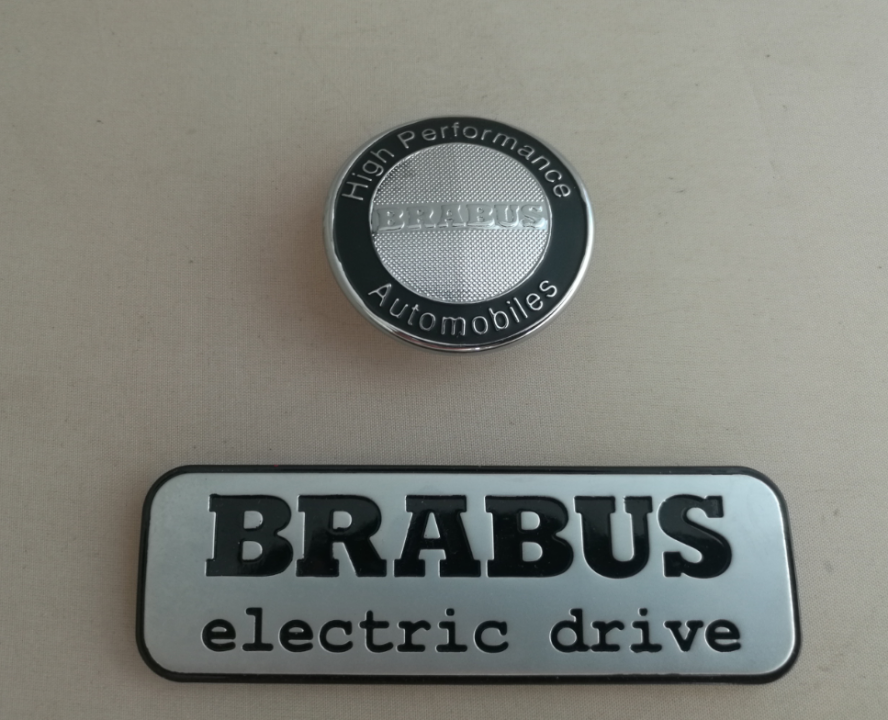 High Performance
BRABUS
Automobiles
BRABUS
electric drive